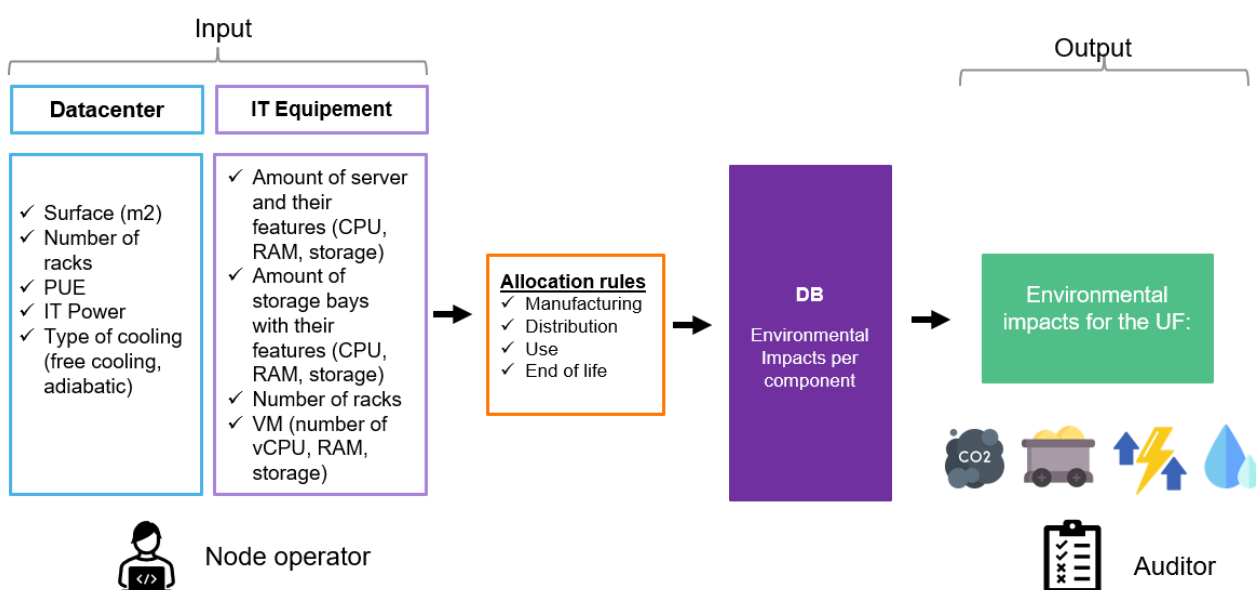 Input
Output
Datacenter
IT Equipement
✓ Surface (m2)
✓ Number of
racks
✓ PUE
✓ IT Power
✓ Type of cooling
(free cooling,
adiabatic)
✓ Amount of server
and their
features (CPU,
RAM, storage)
✓ Amount of
storage bays
with their
features (CPU,
RAM, storage)
✓ Number of racks
✓ VM (number of
vCPU, RAM,
storage)
Allocation rules
✓ Manufacturing
✓ Distribution
✓ Use
✓ End of life
DB
Environmental
Impacts per
component
Environmental
impacts for the UF:
CO2
</>
Node operator
Auditor